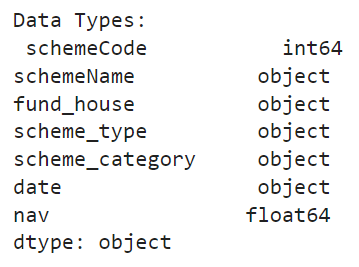 Data Types:
 schemeCode           int64
schemeName          object
fund_house          object
scheme_type         object
scheme_category     object
date                object
nav                float64
dtype: object